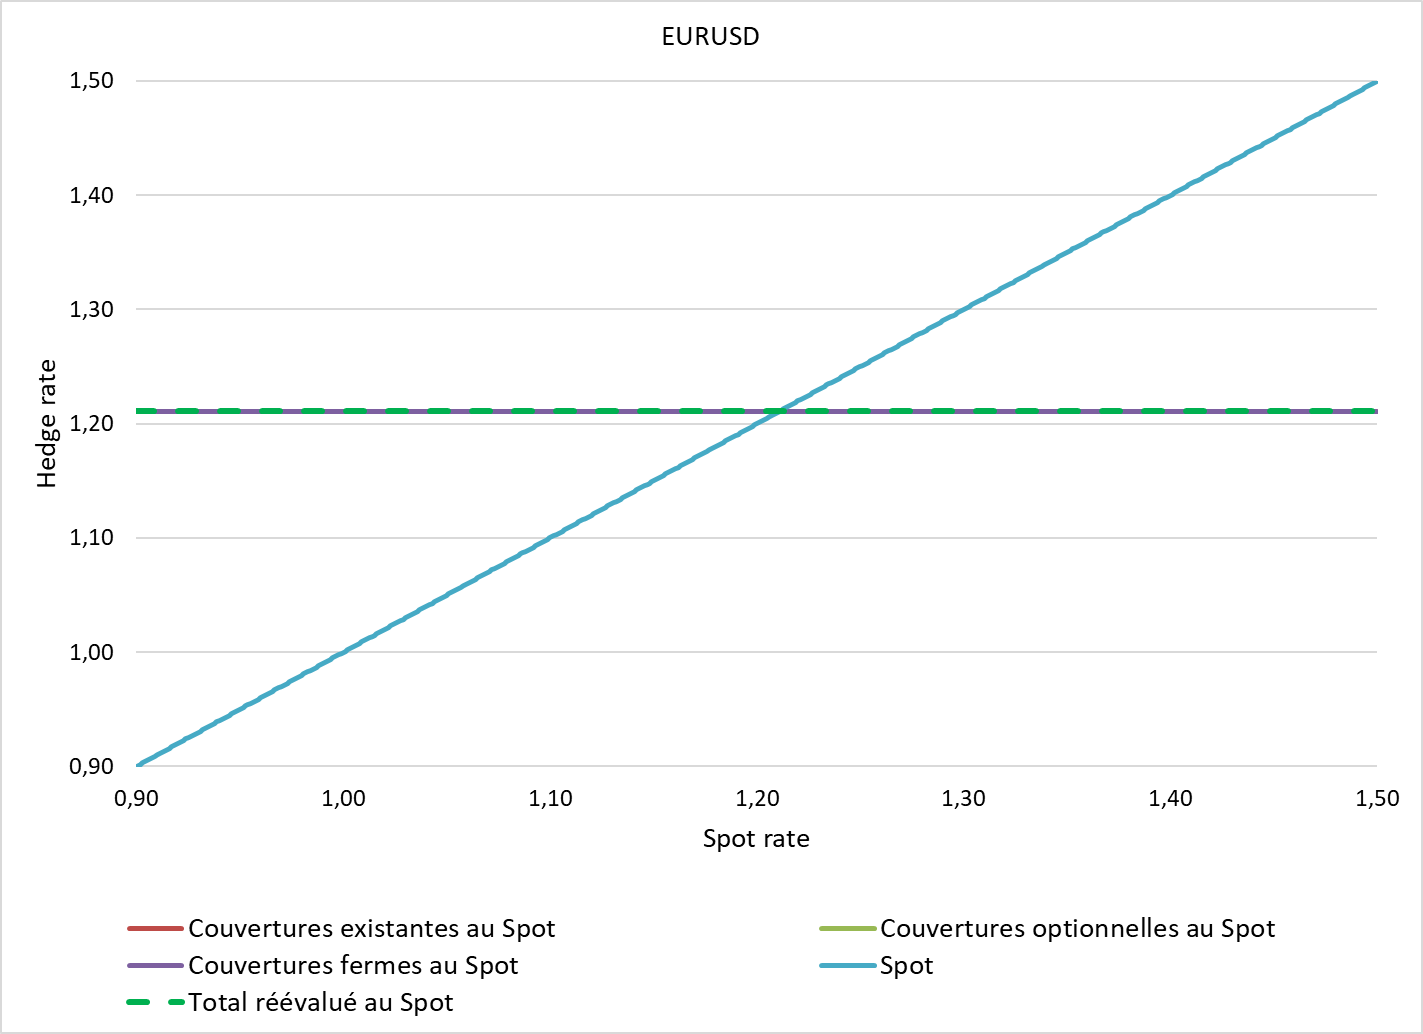 EURUSD
1,50
1,40
1,30
1,20
1,10
1,00
0,90
Hedge rate
0,90 1,00 1,10 1,20 1,30 1,40 1,50
Spot rate
Couvertures existantes au Spot
Couvertures optionnelles au Spot
Couvertures fermes au Spot
Spot
Total réévalué au Spot